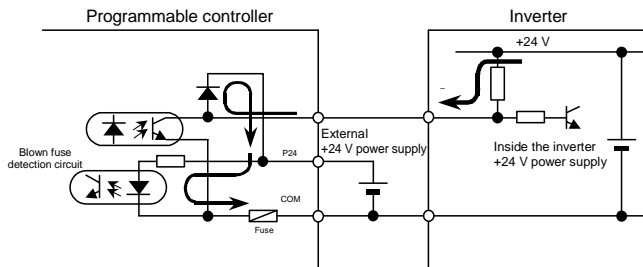 Programmable controller
Inverter
+24 V
External
+24 V power supply
P24
Inside the inverter
+24 V power supply
Blown fuse
detection circuit
COM
Fuse